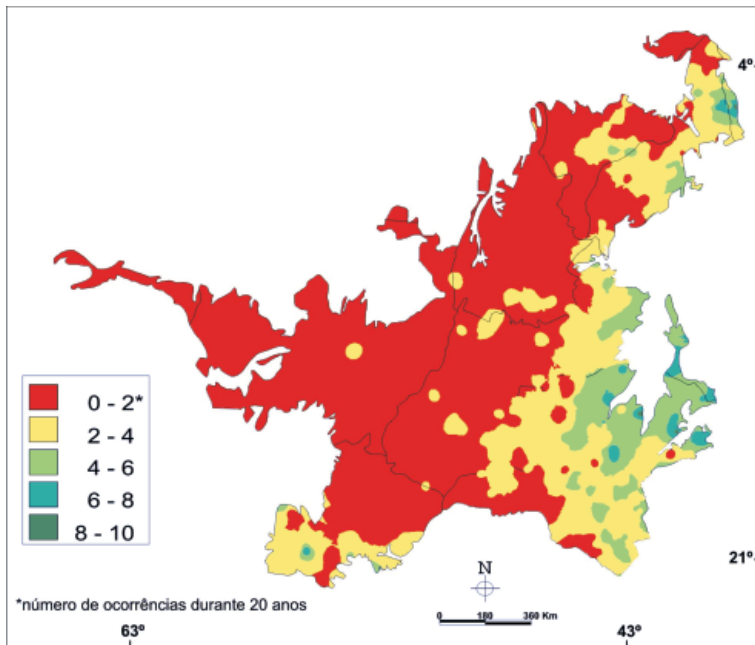 4º
0 - 2*
2 - 4
4 - 6
6 - 8
8 - 10
21º
N
*número de ocorrências durante 20 anos
0 180 360 Km
63º
43º